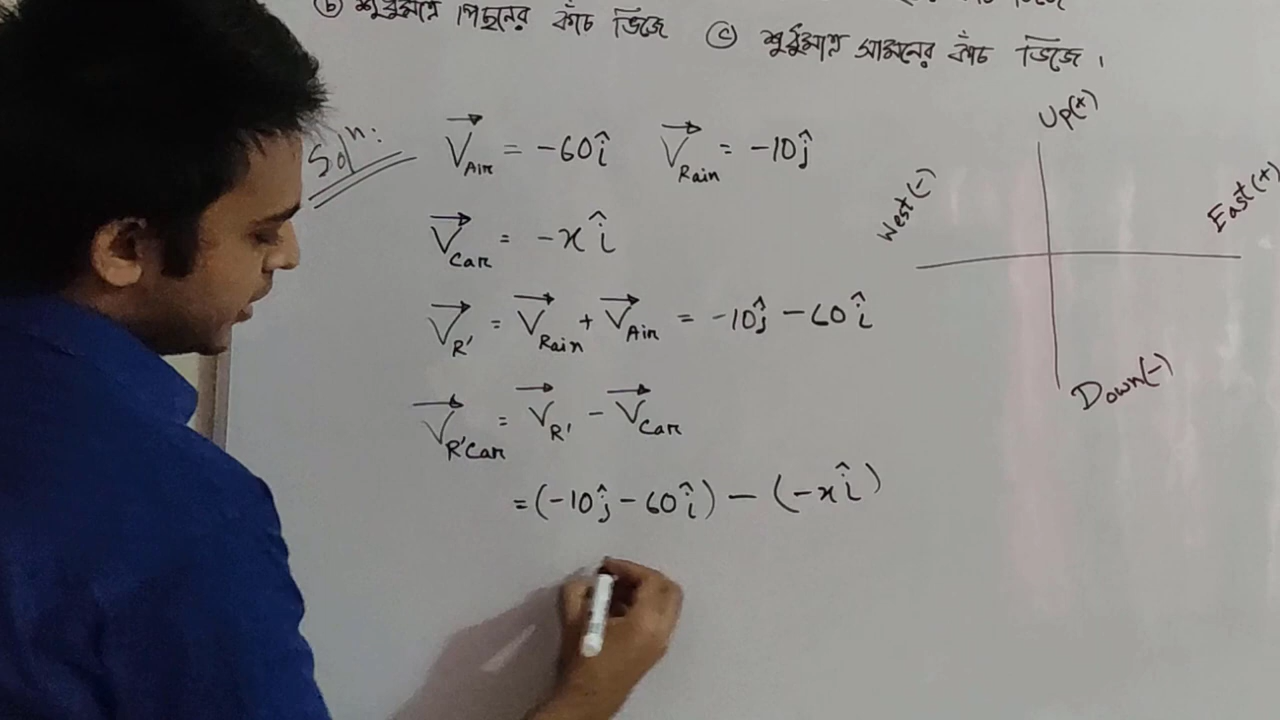 ⓑ শুধুমাত্র পিছনের কাঁচ ভিজে ⓒ শুধুমাত্র সামনের কাঁচ ভিজে।
Solⁿ: V⃗_Air = -60î V⃗_Rain = -10ĵ
V⃗_Car = -xî
V⃗_R' = V⃗_Rain + V⃗_Air = -10ĵ - 60î
V⃗_R'Car = V⃗_R' - V⃗_Car
= (-10ĵ - 60î) - (-xî)
Up(+)
West(-)
East(+)
Down(-)